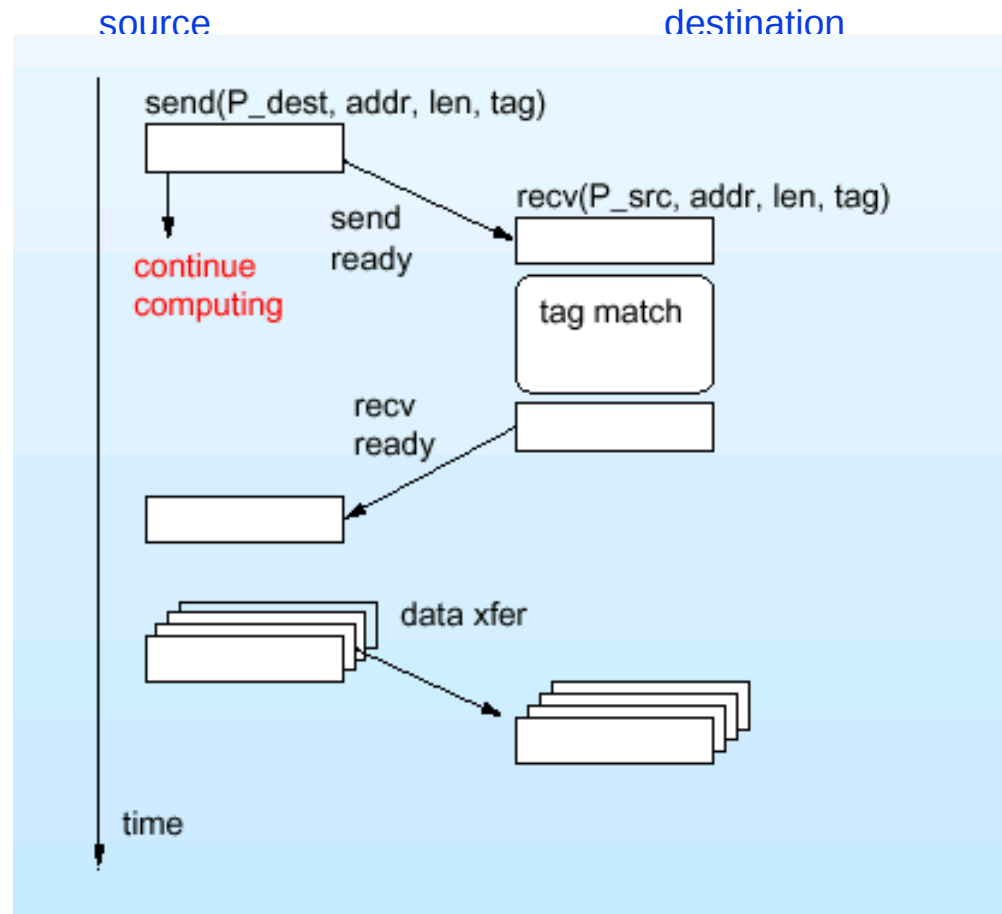 source
destination
send(P_dest, addr, len, tag)
recv(P_src, addr, len, tag)
send
ready
continue
computing
tag match
recv
ready
data xfer
time